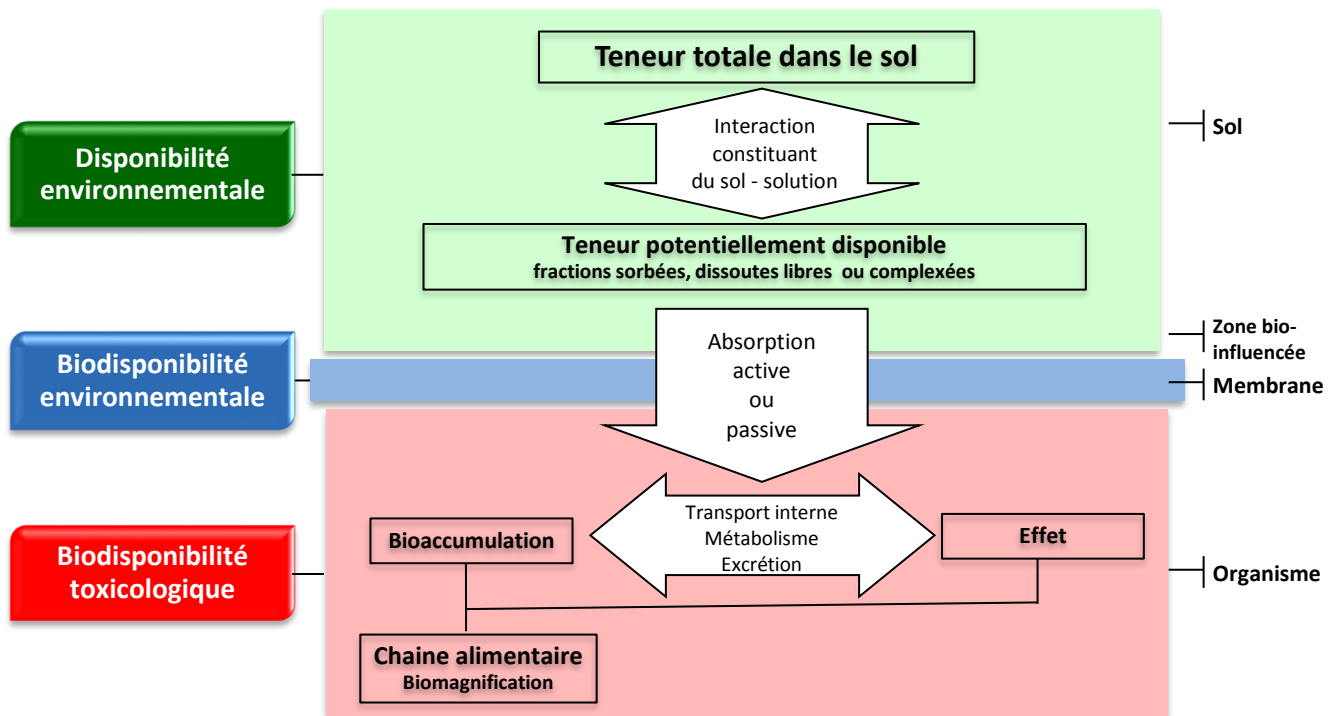 Teneur totale dans le sol
Interaction
constituant
du sol - solution
Sol
Disponibilité
environnementale
Teneur potentiellement disponible
fractions sorbées, dissoutes libres ou complexées
Zone bio-
influencée
Absorption
active
ou
passive
Biodisponibilité
environnementale
Membrane
Transport interne
Métabolisme
Excrétion
Bioaccumulation
Effet
Biodisponibilité
toxicologique
Organisme
Chaine alimentaire
Biomagnification